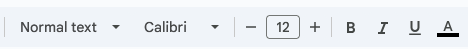 Normal text Calibri − 12 + B I U A